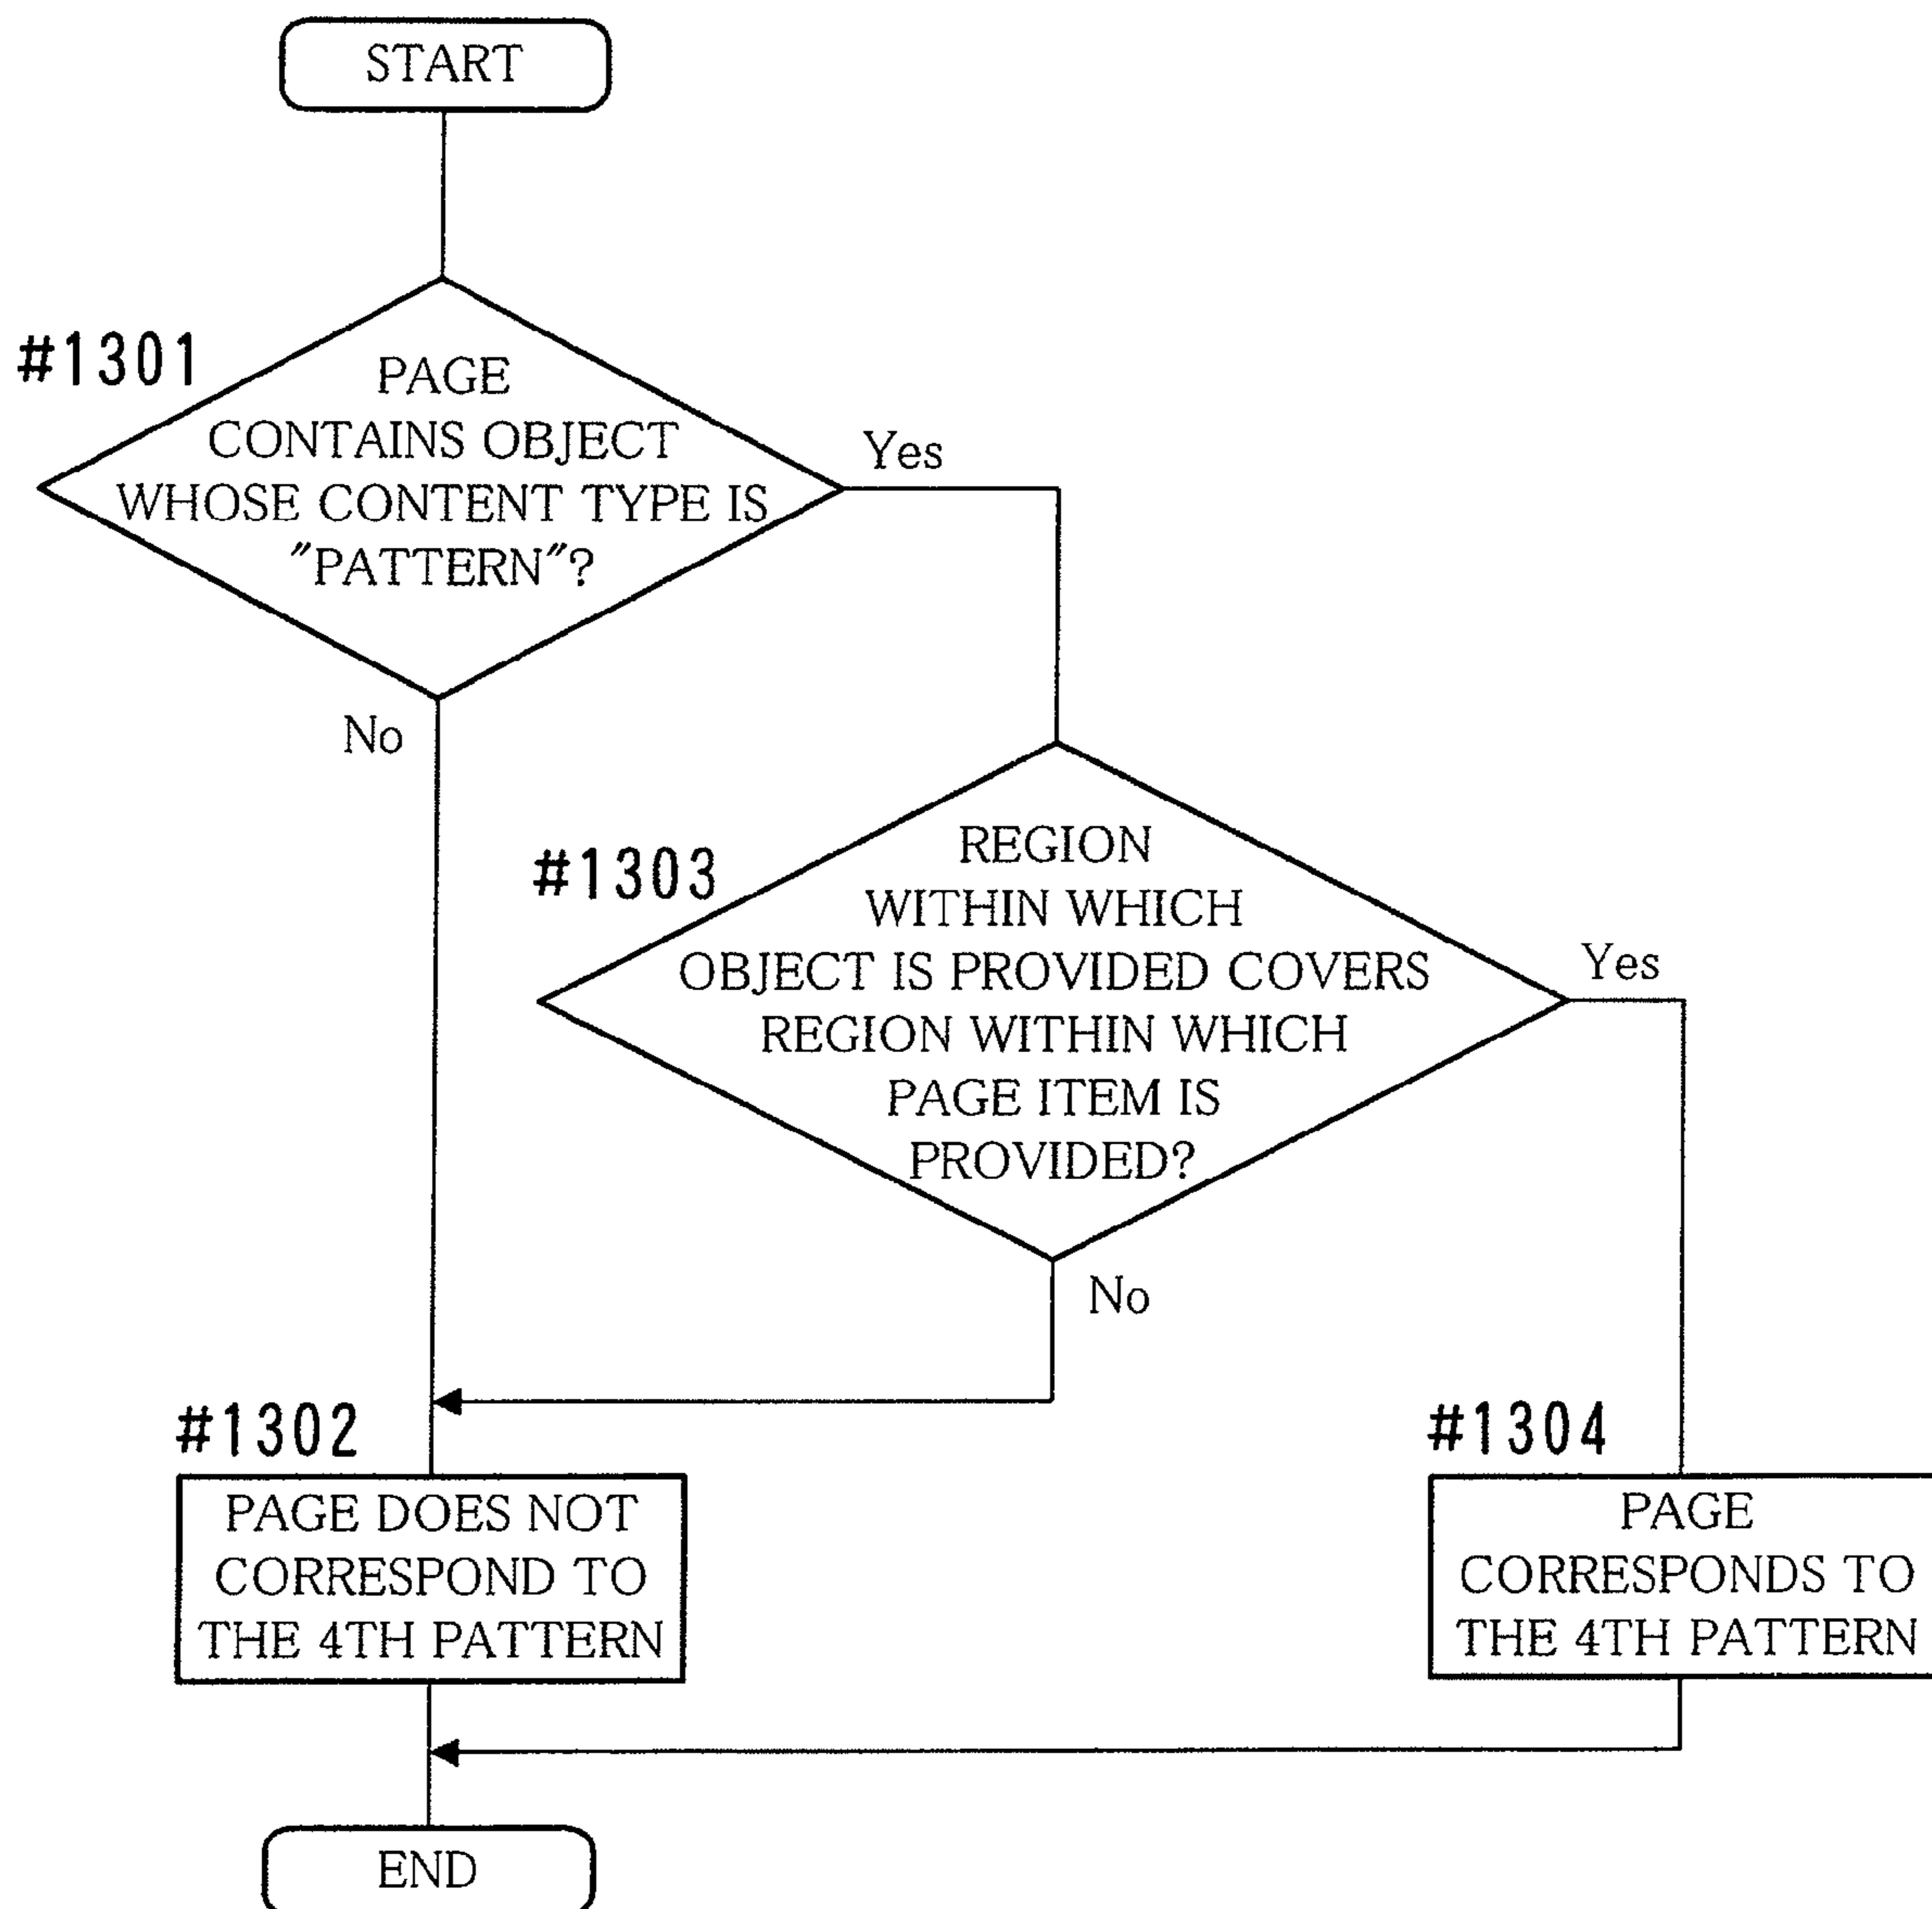 START
#1301
PAGE
CONTAINS OBJECT
WHOSE CONTENT TYPE IS
"PATTERN"?
Yes
No
#1303
REGION
WITHIN WHICH
OBJECT IS PROVIDED COVERS
REGION WITHIN WHICH
PAGE ITEM IS
PROVIDED?
Yes
No
#1302
PAGE DOES NOT
CORRESPOND TO
THE 4TH PATTERN
#1304
PAGE
CORRESPONDS TO
THE 4TH PATTERN
END